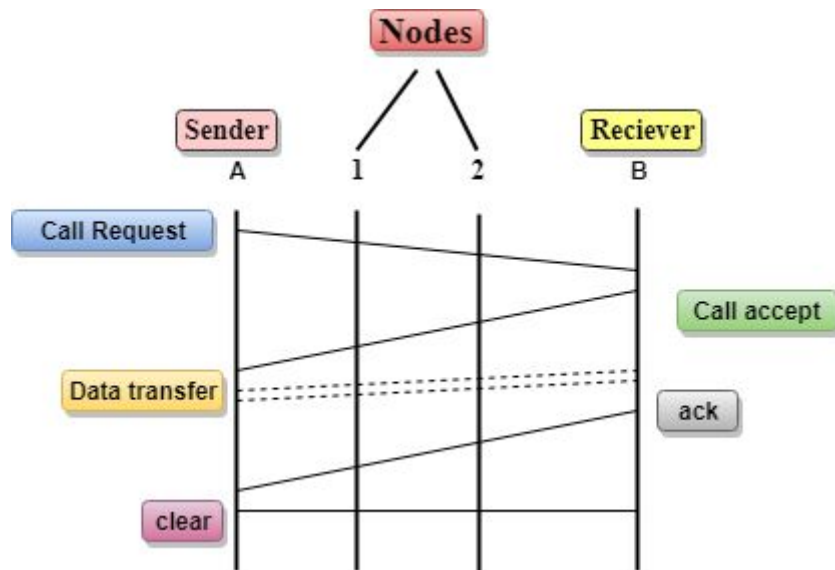 Nodes
Sender
Reciever
A
1
2
B
Call Request
Call accept
Data transfer
ack
clear